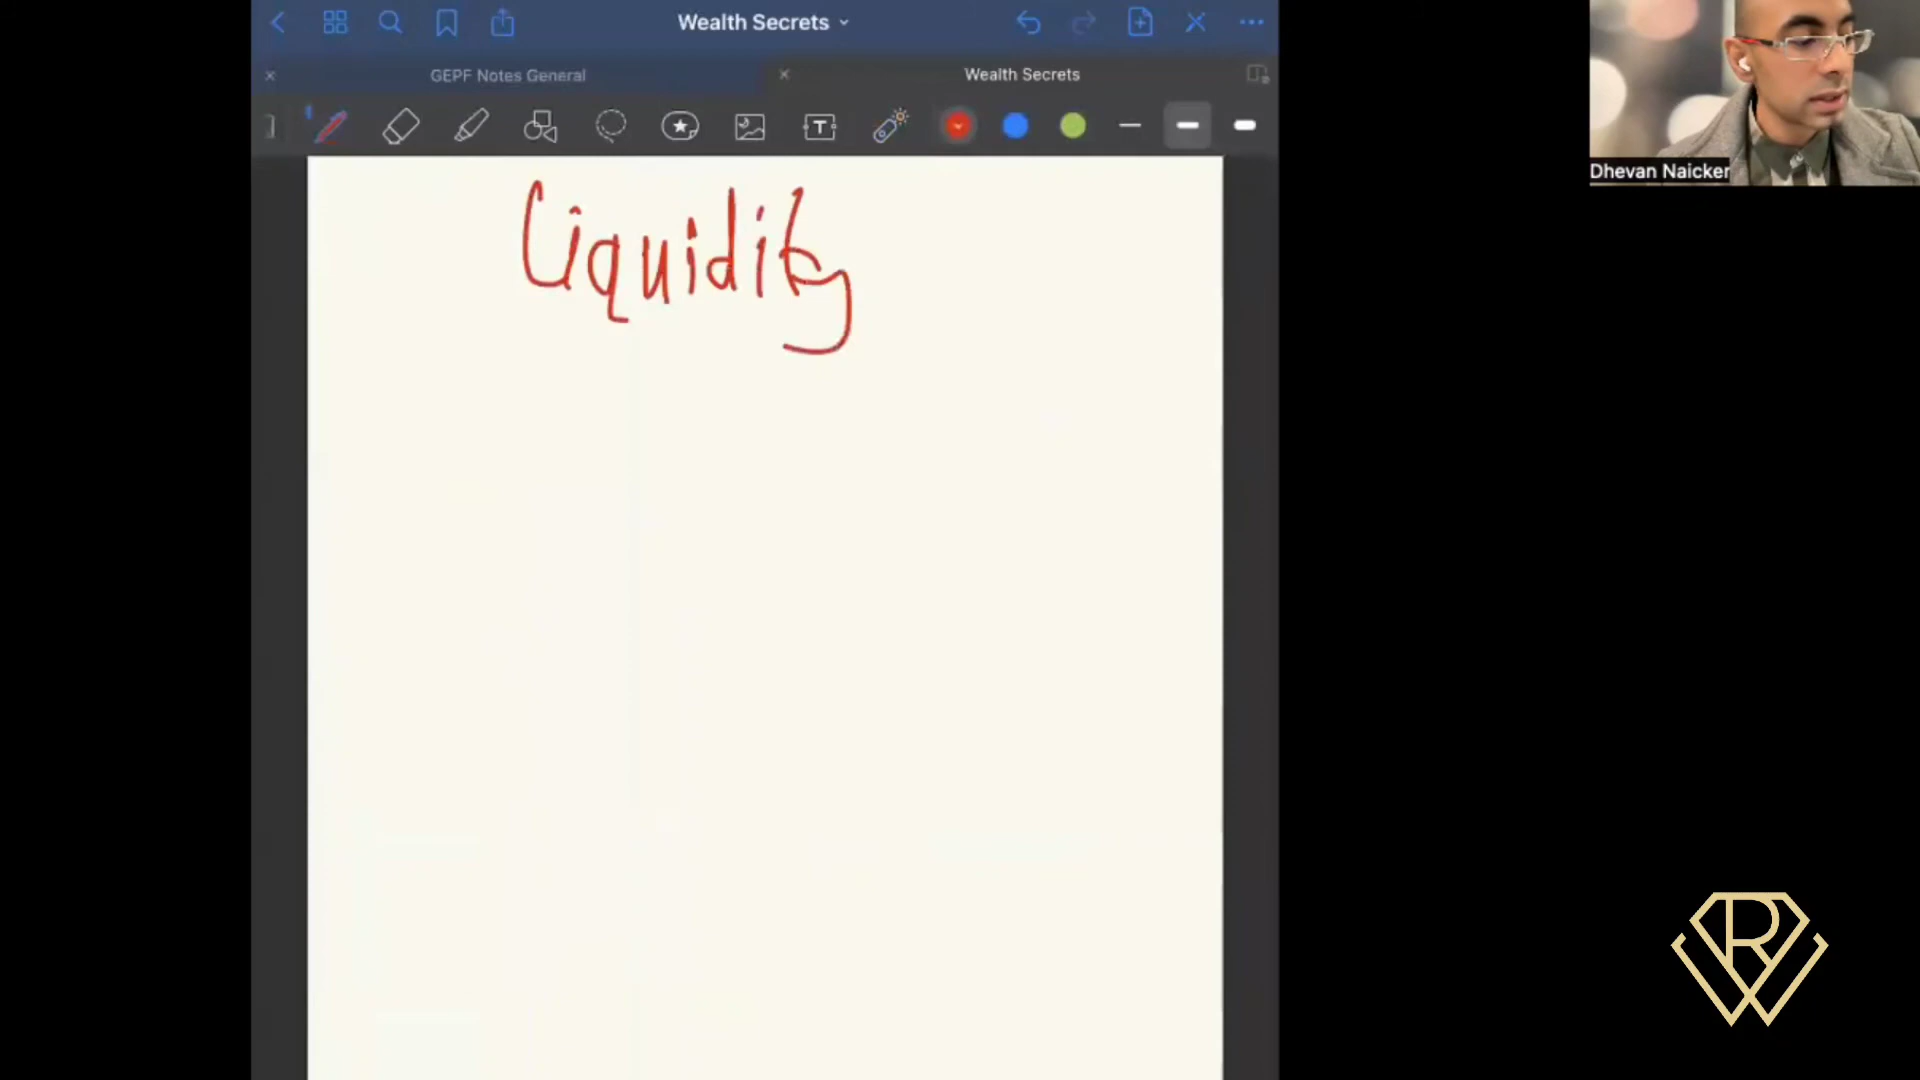 Wealth Secrets
GEPF Notes General
Wealth Secrets
Dhevan Naicker
Liquidity